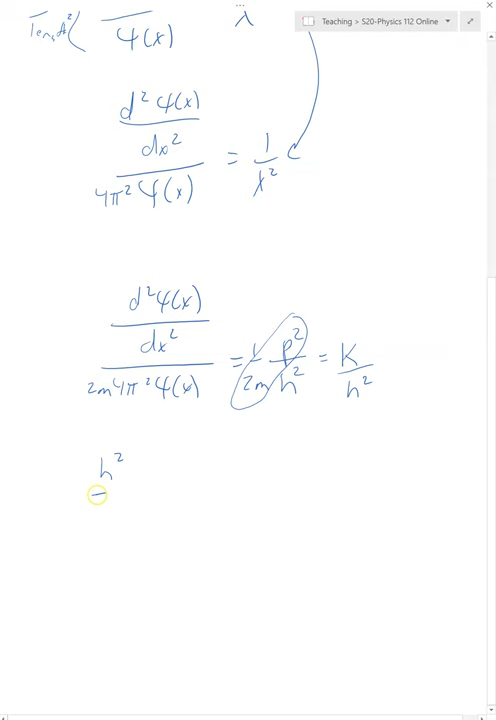 ...
Teaching > S20-Physics 112 Online
Ψ(x) λ
d²Ψ(x)
dx²
4π²Ψ(x) = 1/λ²
d²Ψ(x)
dx²
2m4π²Ψ(x) = 1/2m p²/h² = K/h²
h²